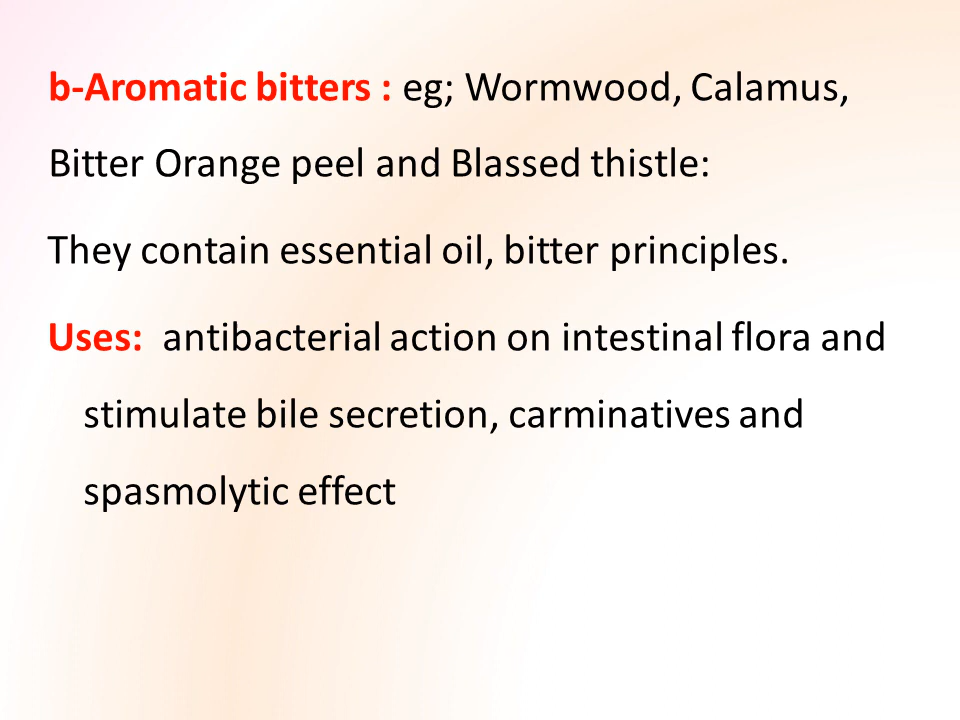 b-Aromatic bitters : eg; Wormwood, Calamus,
Bitter Orange peel and Blassed thistle:
They contain essential oil, bitter principles.
Uses:  antibacterial action on intestinal flora and
stimulate bile secretion, carminatives and
spasmolytic effect